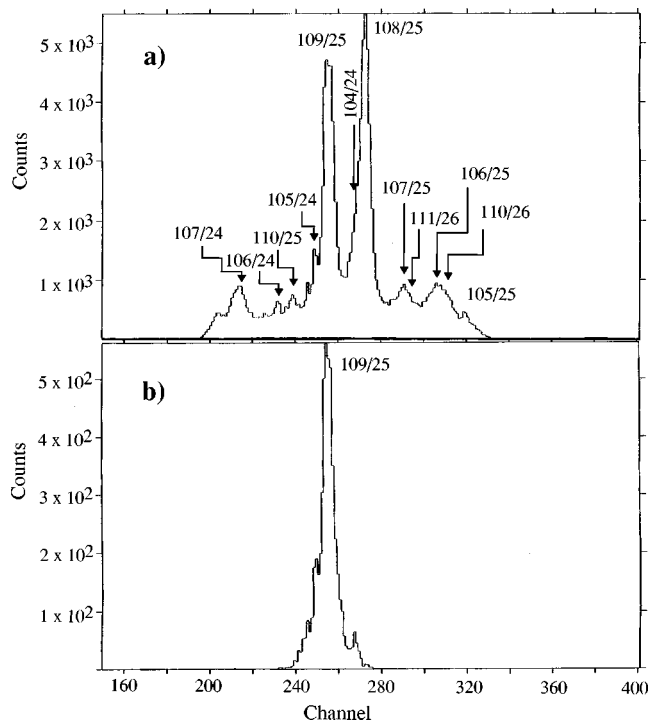 5 x 10³
a)
109/25
108/25
4 x 10³
104/24
Counts
3 x 10³
107/25
106/25
2 x 10³
105/24
111/26
110/26
107/24
110/25
106/24
105/25
1 x 10³
109/25
5 x 10²
b)
4 x 10²
Counts
3 x 10²
2 x 10²
1 x 10²
160 200 240 280 320 360 400
Channel